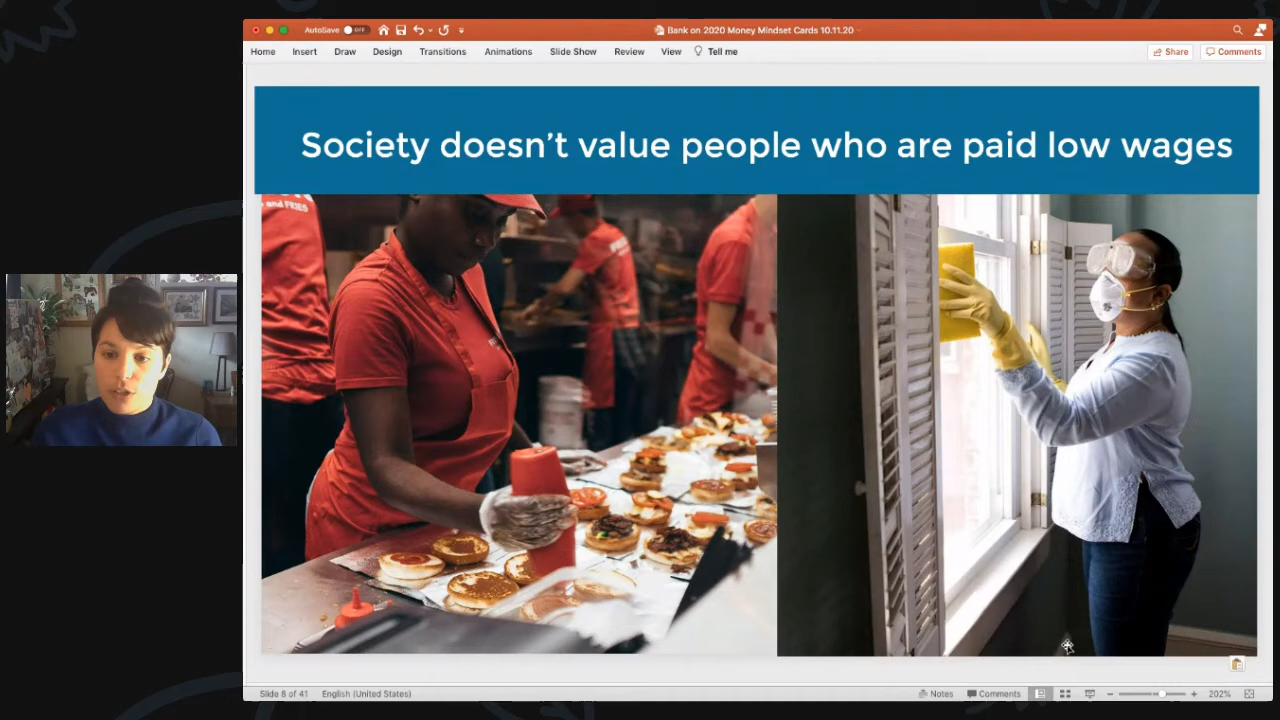 AutoSave OFF
Bank on 2020 Money Mindset Cards 10.11.20
Home Insert Draw Design Transitions Animations Slide Show Review View Tell me
Share Comments
Society doesn't value people who are paid low wages
and FRIES
Slide 8 of 41 English (United States)
Notes Comments 202%